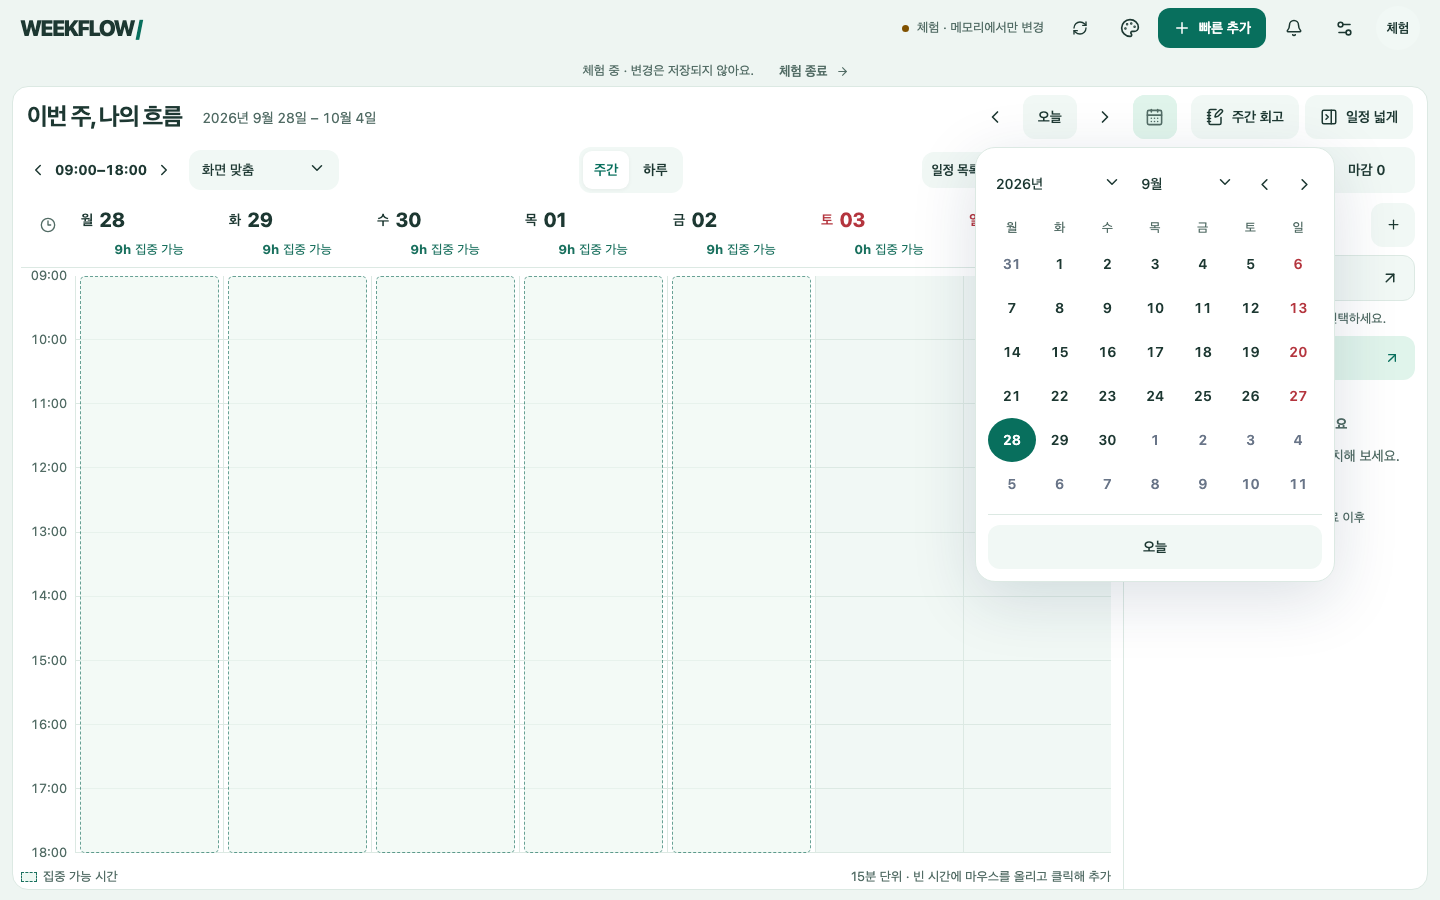 WEEKFLOW/
체험 · 메모리에서만 변경
빠른 추가
체험
체험 중 · 변경은 저장되지 않아요.
체험 종료 →
이번 주, 나의 흐름
2026년 9월 28일 – 10월 4일
오늘
주간 회고
일정 넓게
09:00–18:00
화면 맞춤
주간
하루
일정 목록
마감 0
월 28
화 29
수 30
목 01
금 02
토 03
9h 집중 가능
9h 집중 가능
9h 집중 가능
9h 집중 가능
9h 집중 가능
0h 집중 가능
2026년
9월
월 화 수 목 금 토 일
31 1 2 3 4 5 6
7 8 9 10 11 12 13
14 15 16 17 18 19 20
21 22 23 24 25 26 27
28 29 30 1 2 3 4
5 6 7 8 9 10 11
오늘
택하세요.
요
치해 보세요.
이후
09:00
10:00
11:00
12:00
13:00
14:00
15:00
16:00
17:00
18:00
집중 가능 시간
15분 단위 · 빈 시간에 마우스를 올리고 클릭해 추가